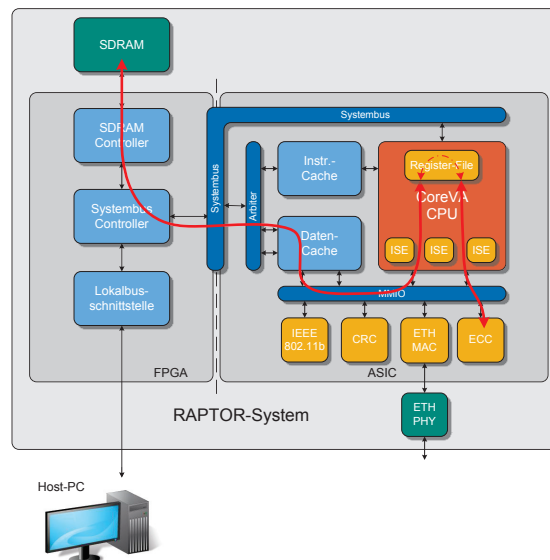 SDRAM
Systembus
SDRAM
Controller
Instr.-
Cache
Register-File
CoreVA
CPU
Systembus
Arbiter
Systembus
Controller
Daten-
Cache
ISE
ISE
ISE
MMIO
Lokalbus-
schnittstelle
IEEE
802.11b
CRC
ETH
MAC
ECC
FPGA
ASIC
RAPTOR-System
ETH
PHY
Host-PC